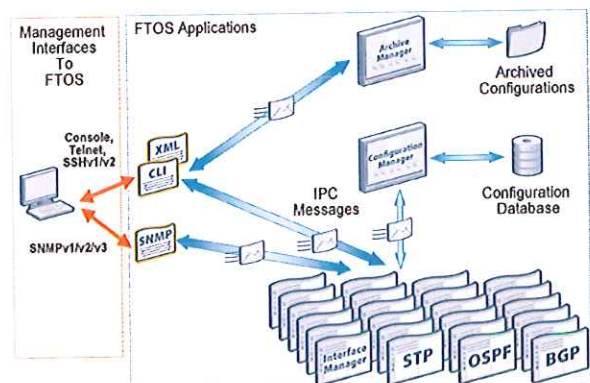 Management
Interfaces
To
FTOS
FTOS Applications
Archive
Manager
Archived
Configurations
Console,
Telnet,
SSHv1/v2
XML
CLI
Configuration
Manager
Configuration
Database
IPC
Messages
SNMP
SNMPv1/v2/v3
Interface
Manager
STP
OSPF
BGP